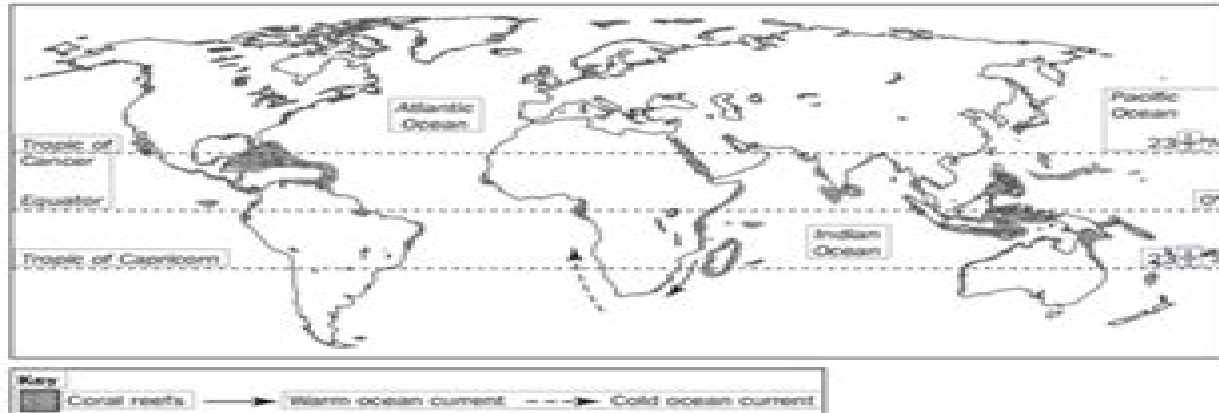 Atlantic
Ocean
Pacific
Ocean
Tropic of
Cancer
Equator
Indian
Ocean
Tropic of Capricorn
Key
Coral reefs
Warm ocean current
Cold ocean current